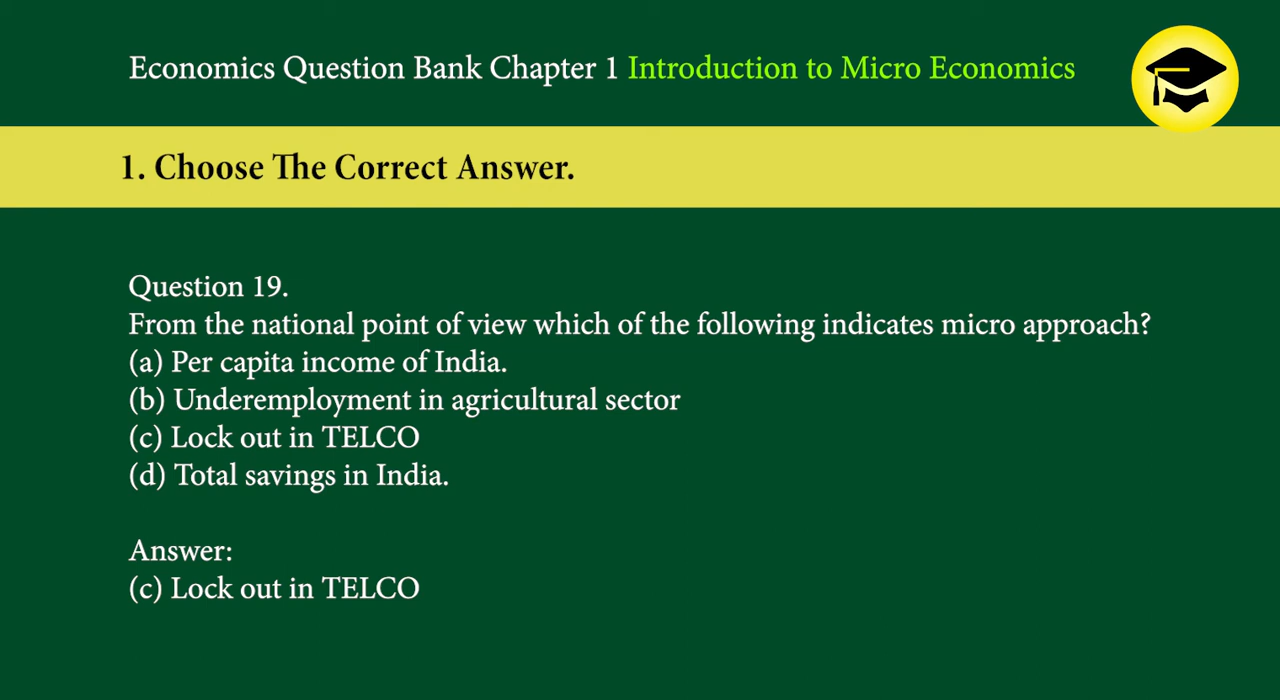 Economics Question Bank Chapter 1 Introduction to Micro Economics
1. Choose The Correct Answer.
Question 19.
From the national point of view which of the following indicates micro approach?
(a) Per capita income of India.
(b) Underemployment in agricultural sector
(c) Lock out in TELCO
(d) Total savings in India.
Answer:
(c) Lock out in TELCO